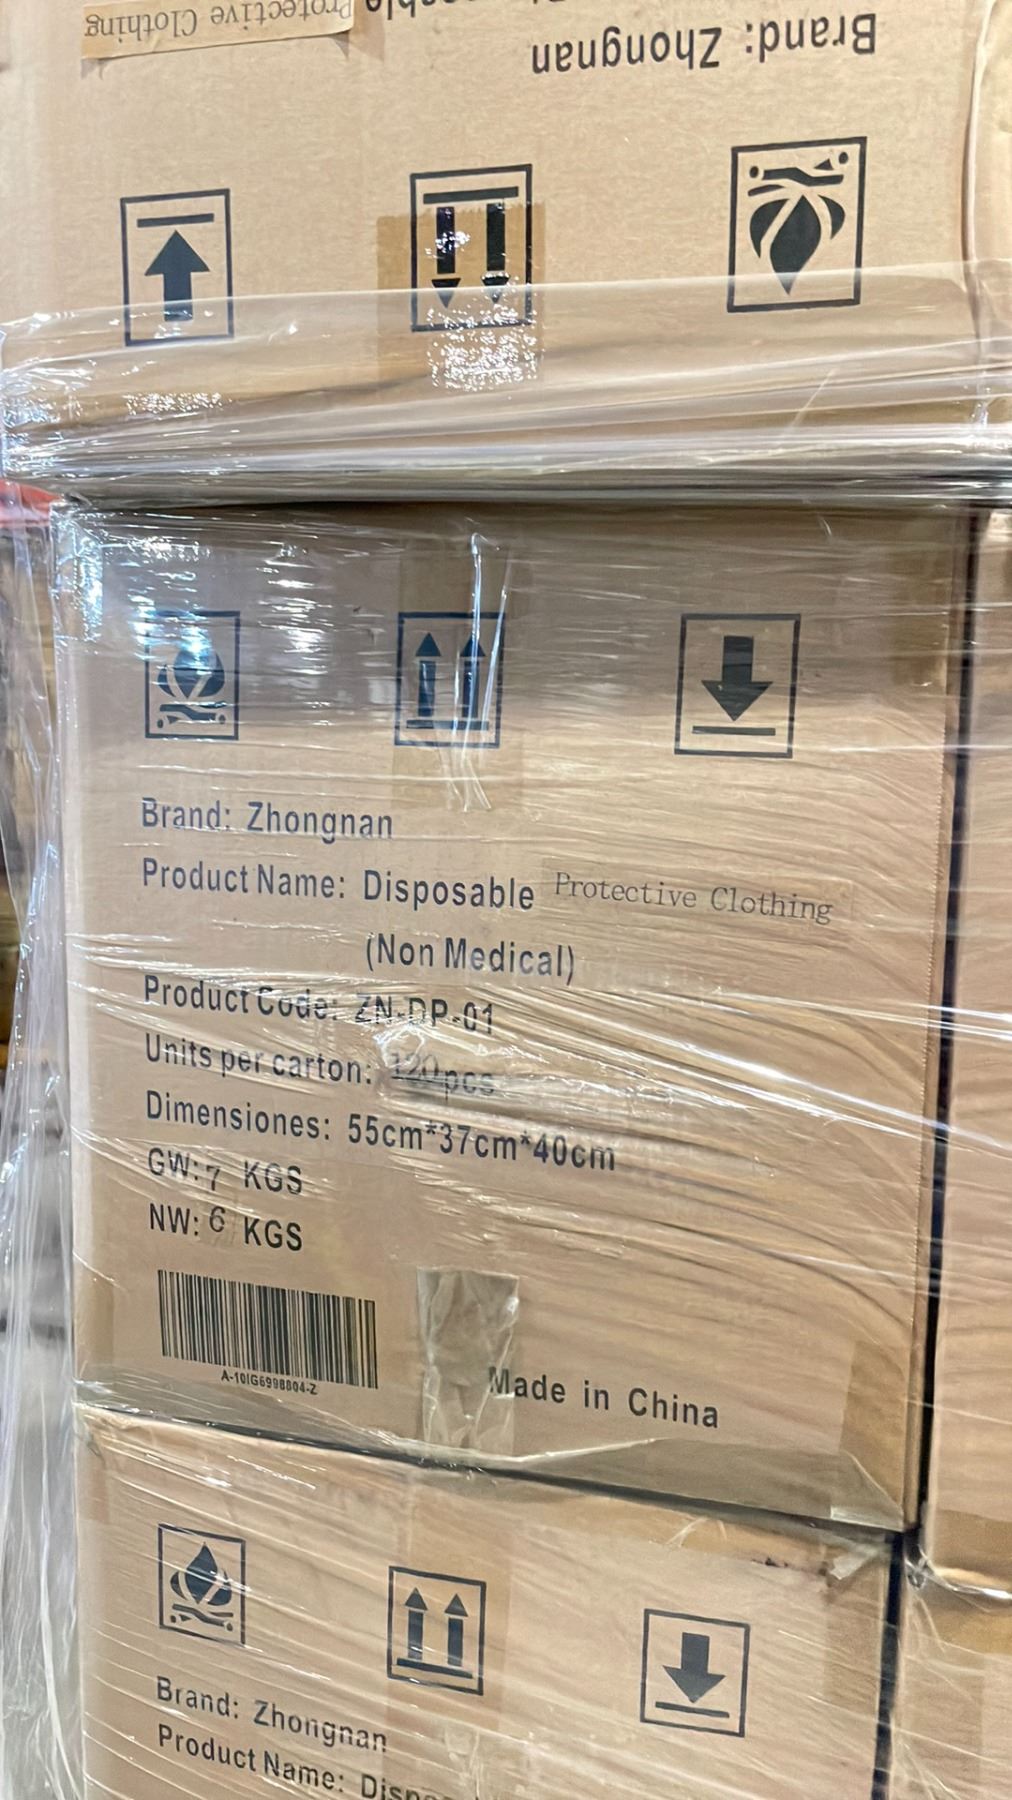 Protective Clothing
Brand: Zhongnan
Brand: Zhongnan
Product Name: Disposable Protective Clothing
(Non Medical)
Product Code: ZN-DP-01
Units per carton: 120pcs
Dimensiones: 55cm*37cm*40cm
GW: 7 KGS
NW: 6 KGS
A-10IG6998804-Z
Made in China
Brand: Zhongnan
Product Name: